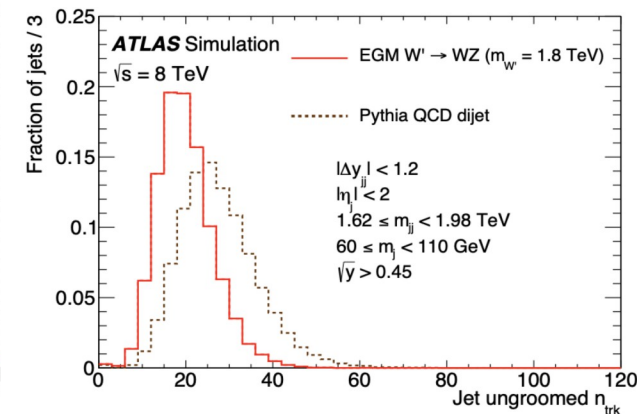 Fraction of jets / 3
0.25
0.2
0.15
0.1
0.05
0
ATLAS Simulation
√s = 8 TeV
EGM W' → WZ (m_W' = 1.8 TeV)
Pythia QCD dijet
|Δy_jj| < 1.2
|η_j| < 2
1.62 ≤ m_jj < 1.98 TeV
60 ≤ m_j < 110 GeV
√y > 0.45
0 20 40 60 80 100 120
Jet ungroomed n_trk